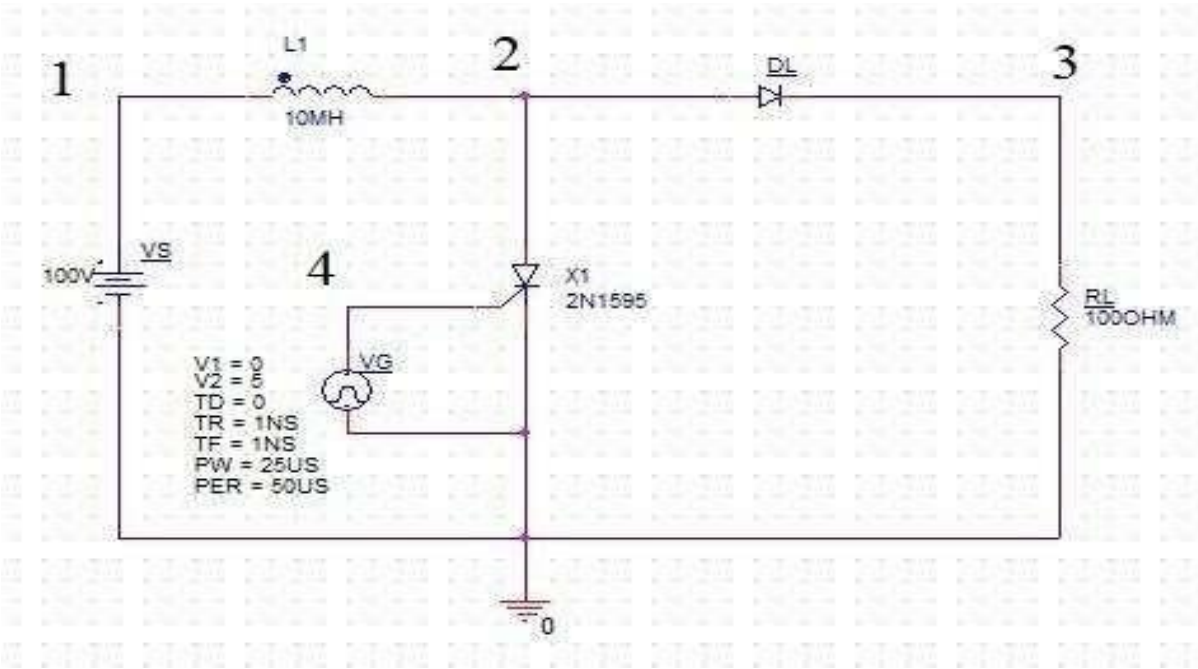 L1
1
2
3
DL
10MH
VS
100V
4
X1
2N1595
RL
100OHM
VG
V1 = 0
V2 = 5
TD = 0
TR = 1NS
TF = 1NS
PW = 25US
PER = 50US
0